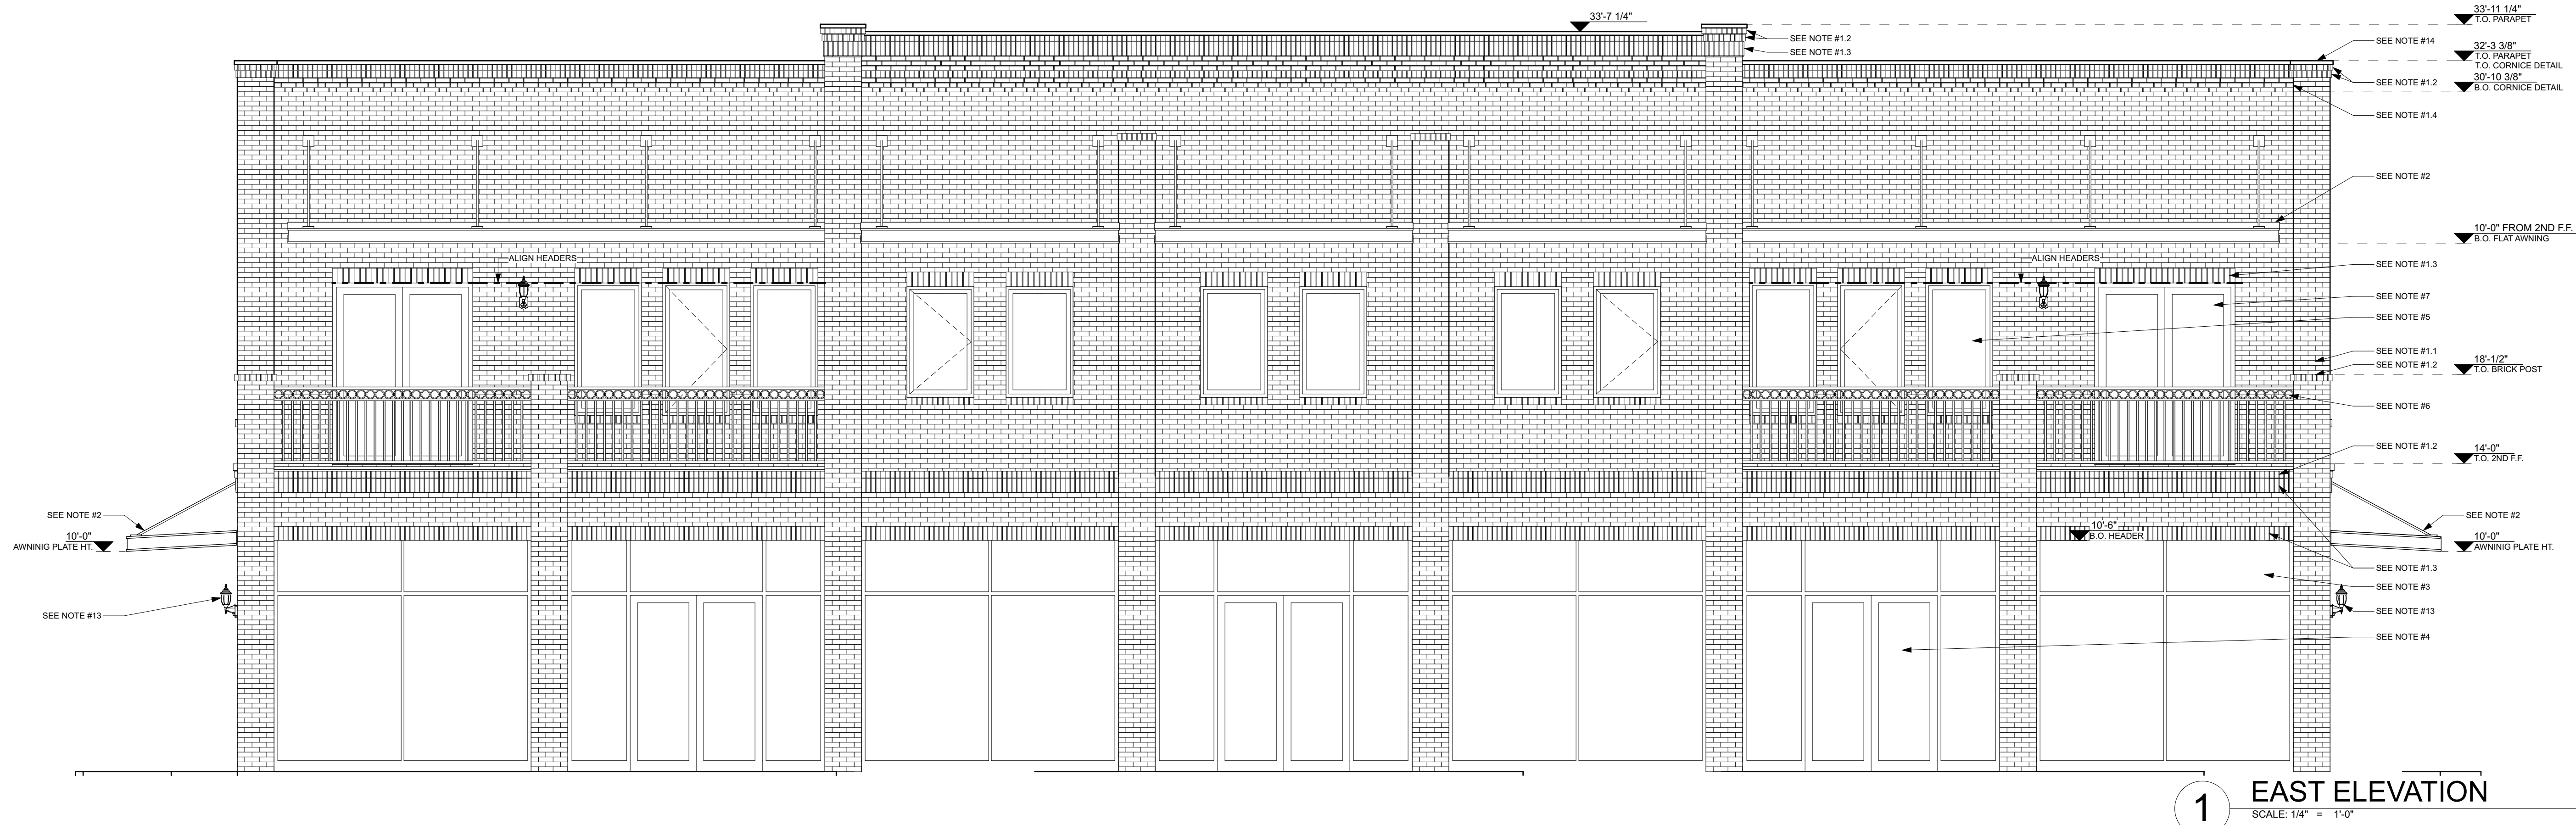 33'-7 1/4"
33'-11 1/4"
T.O. PARAPET
SEE NOTE #1.2
SEE NOTE #1.3
SEE NOTE #14
32'-3 3/8"
T.O. PARAPET
T.O. CORNICE DETAIL
SEE NOTE #1.2
30'-10 3/8"
B.O. CORNICE DETAIL
SEE NOTE #1.4
SEE NOTE #2
10'-0" FROM 2ND F.F.
B.O. FLAT AWNING
ALIGN HEADERS
ALIGN HEADERS
SEE NOTE #1.3
SEE NOTE #7
SEE NOTE #5
SEE NOTE #1.1
SEE NOTE #1.2
18'-1/2"
T.O. BRICK POST
SEE NOTE #6
SEE NOTE #1.2
14'-0"
T.O. 2ND F.F.
SEE NOTE #2
SEE NOTE #2
10'-0"
AWNINIG PLATE HT.
10'-6"
B.O. HEADER
10'-0"
AWNINIG PLATE HT.
SEE NOTE #1.3
SEE NOTE #3
SEE NOTE #13
SEE NOTE #13
SEE NOTE #4
1
EAST ELEVATION
SCALE: 1/4" = 1'-0"